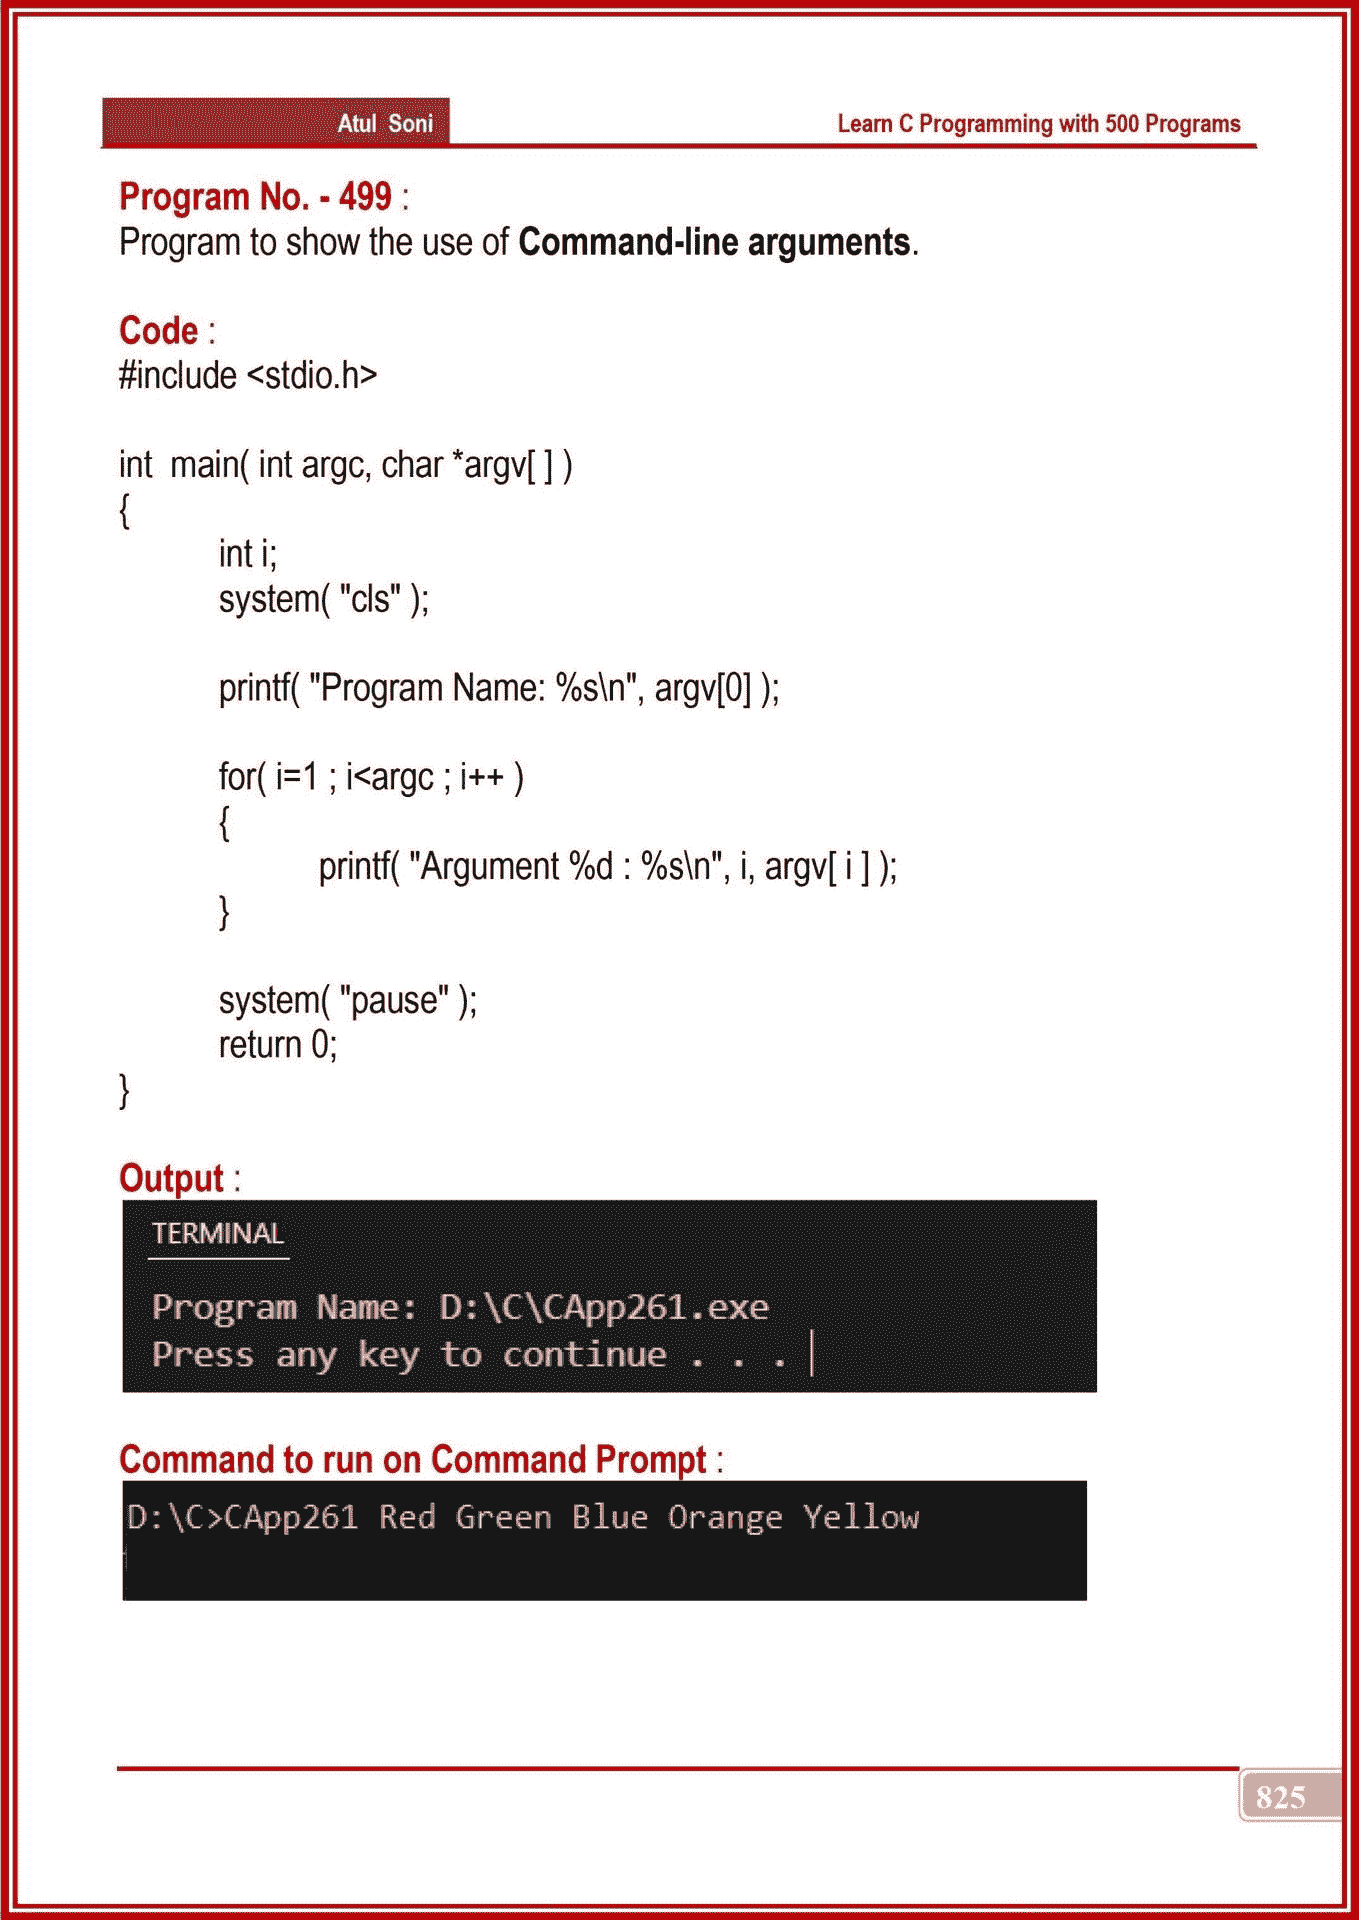 Atul Soni
Learn C Programming with 500 Programs
Program No. - 499 :
Program to show the use of Command-line arguments.
Code :
#include <stdio.h>
int main( int argc, char *argv[ ] )
{
int i;
system( "cls" );
printf( "Program Name: %s\n", argv[0] );
for( i=1 ; i<argc ; i++ )
{
printf( "Argument %d : %s\n", i, argv[ i ] );
}
system( "pause" );
return 0;
}
Output :
TERMINAL
Program Name: D:\C\CApp261.exe
Press any key to continue . . .
Command to run on Command Prompt :
D:\C>CApp261 Red Green Blue Orange Yellow
825